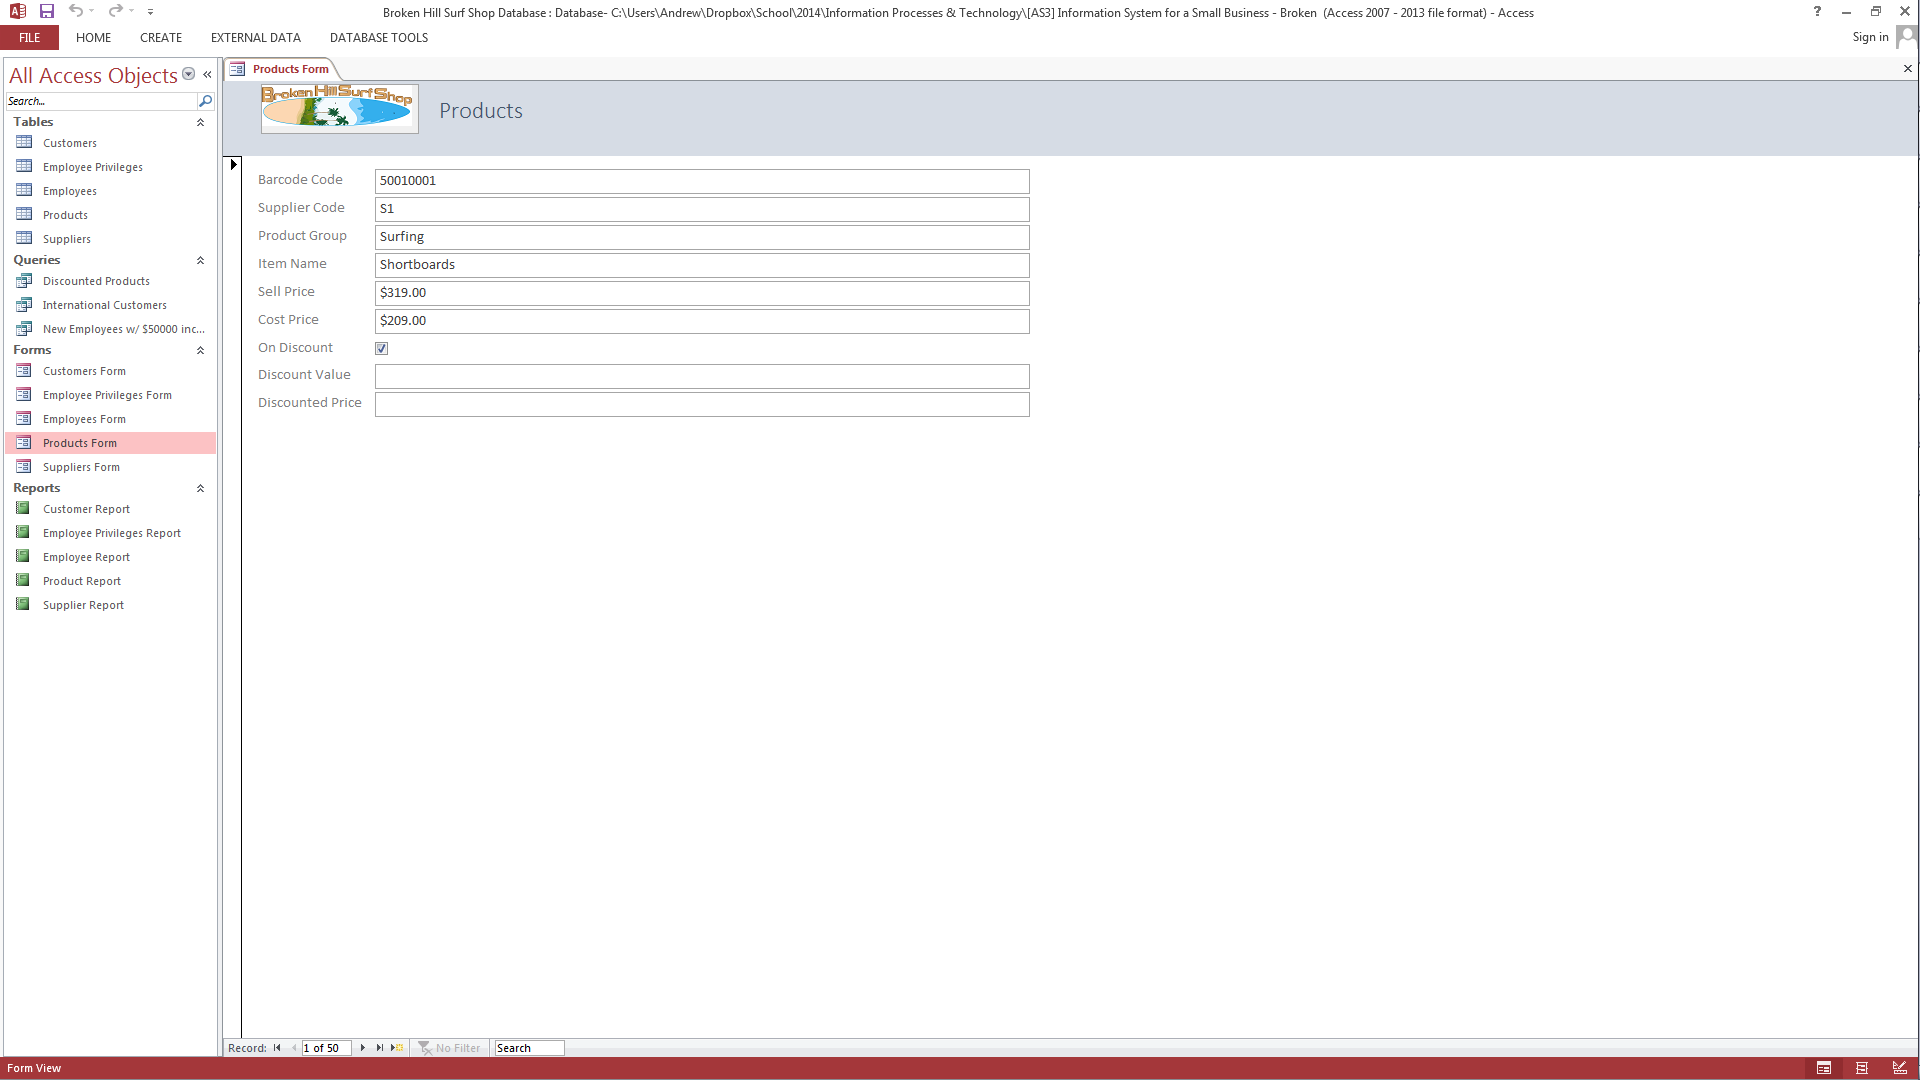 Broken Hill Surf Shop Database : Database- C:\Users\Andrew\Dropbox\School\2014\Information Processes & Technology\[AS3] Information System for a Small Business - Broken  (Access 2007 - 2013 file format) - Access
?
FILE HOME CREATE EXTERNAL DATA DATABASE TOOLS Sign in
All Access Objects
Search...
Tables
Customers
Employee Privileges
Employees
Products
Suppliers
Queries
Discounted Products
International Customers
New Employees w/ $50000 inc...
Forms
Customers Form
Employee Privileges Form
Employees Form
Products Form
Suppliers Form
Reports
Customer Report
Employee Privileges Report
Employee Report
Product Report
Supplier Report
Products Form
Broken Hill Surf Shop
Products
Barcode Code 50010001
Supplier Code S1
Product Group Surfing
Item Name Shortboards
Sell Price $319.00
Cost Price $209.00
On Discount
Discount Value
Discounted Price
Record: 1 of 50 No Filter Search
Form View